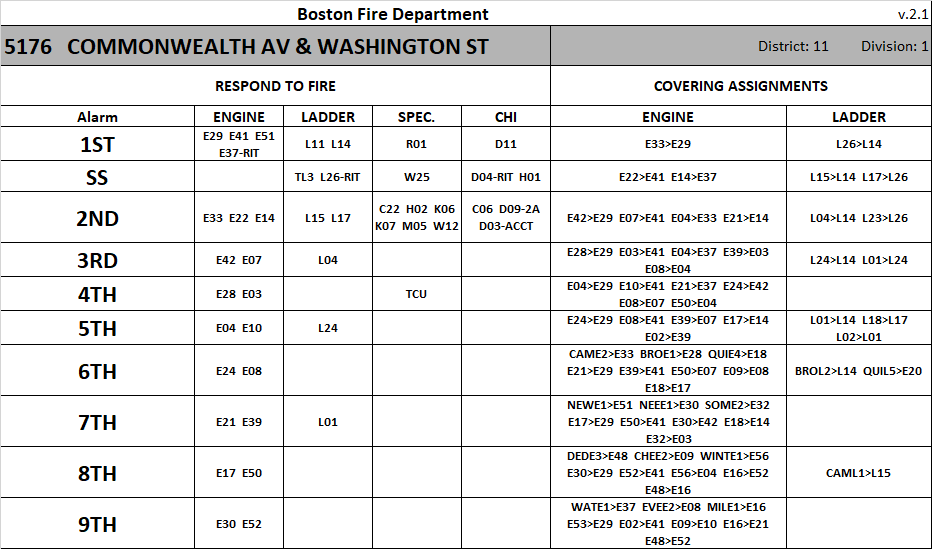 Boston Fire Department v.2.1
5176 COMMONWEALTH AV & WASHINGTON ST District: 11 Division: 1
RESPOND TO FIRE COVERING ASSIGNMENTS
Alarm ENGINE LADDER SPEC. CHI ENGINE LADDER
1ST
E29 E41 E51
E37-RIT
L11 L14
R01
D11
E33>E29
L26>L14
SS
TL3 L26-RIT
W25
D04-RIT H01
E22>E41 E14>E37
L15>L14 L17>L26
2ND
E33 E22 E14
L15 L17
C22 H02 K06
K07 M05 W12
C06 D09-2A
D03-ACCT
E42>E29 E07>E41 E04>E33 E21>E14
L04>L14 L23>L26
3RD
E42 E07
L04
E28>E29 E03>E41 E04>E37 E39>E03
E08>E04
L24>L14 L01>L24
4TH
E28 E03
TCU
E04>E29 E10>E41 E21>E37 E24>E42
E08>E07 E50>E04
5TH
E04 E10
L24
E24>E29 E08>E41 E39>E07 E17>E14
E02>E39
L01>L14 L18>L17
L02>L01
6TH
E24 E08
CAME2>E33 BROE1>E28 QUIE4>E18
E21>E29 E39>E41 E50>E07 E09>E08
E18>E17
BROL2>L14 QUIL5>E20
7TH
E21 E39
L01
NEWE1>E51 NEEE1>E30 SOME2>E32
E17>E29 E50>E41 E30>E42 E18>E14
E32>E03
8TH
E17 E50
DEDE3>E48 CHEE2>E09 WINTE1>E56
E30>E29 E52>E41 E56>E04 E16>E52
E48>E16
CAML1>L15
9TH
E30 E52
WATE1>E37 EVEE2>E08 MILE1>E16
E53>E29 E02>E41 E09>E10 E16>E21
E48>E52